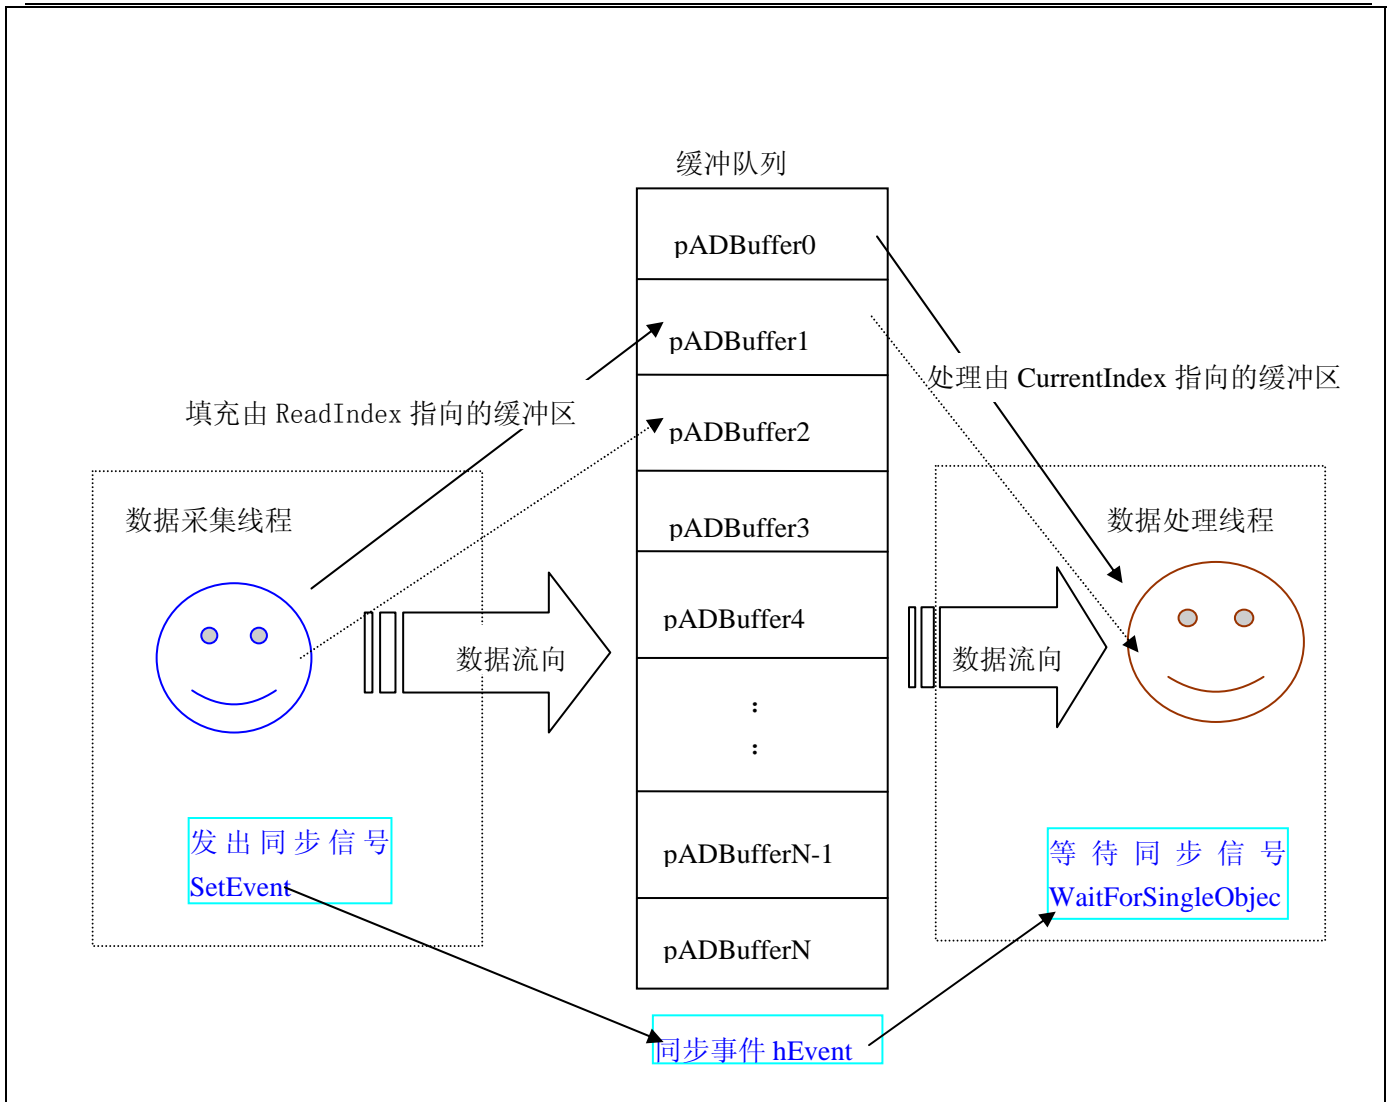 缓冲队列
pADBuffer0
pADBuffer1
处理由 CurrentIndex 指向的缓冲区
填充由 ReadIndex 指向的缓冲区
pADBuffer2
数据采集线程
pADBuffer3
数据处理线程
pADBuffer4
数据流向
数据流向
:
:
发出同步信号
SetEvent
pADBufferN-1
等待同步信号
WaitForSingleObjec
pADBufferN
同步事件 hEvent